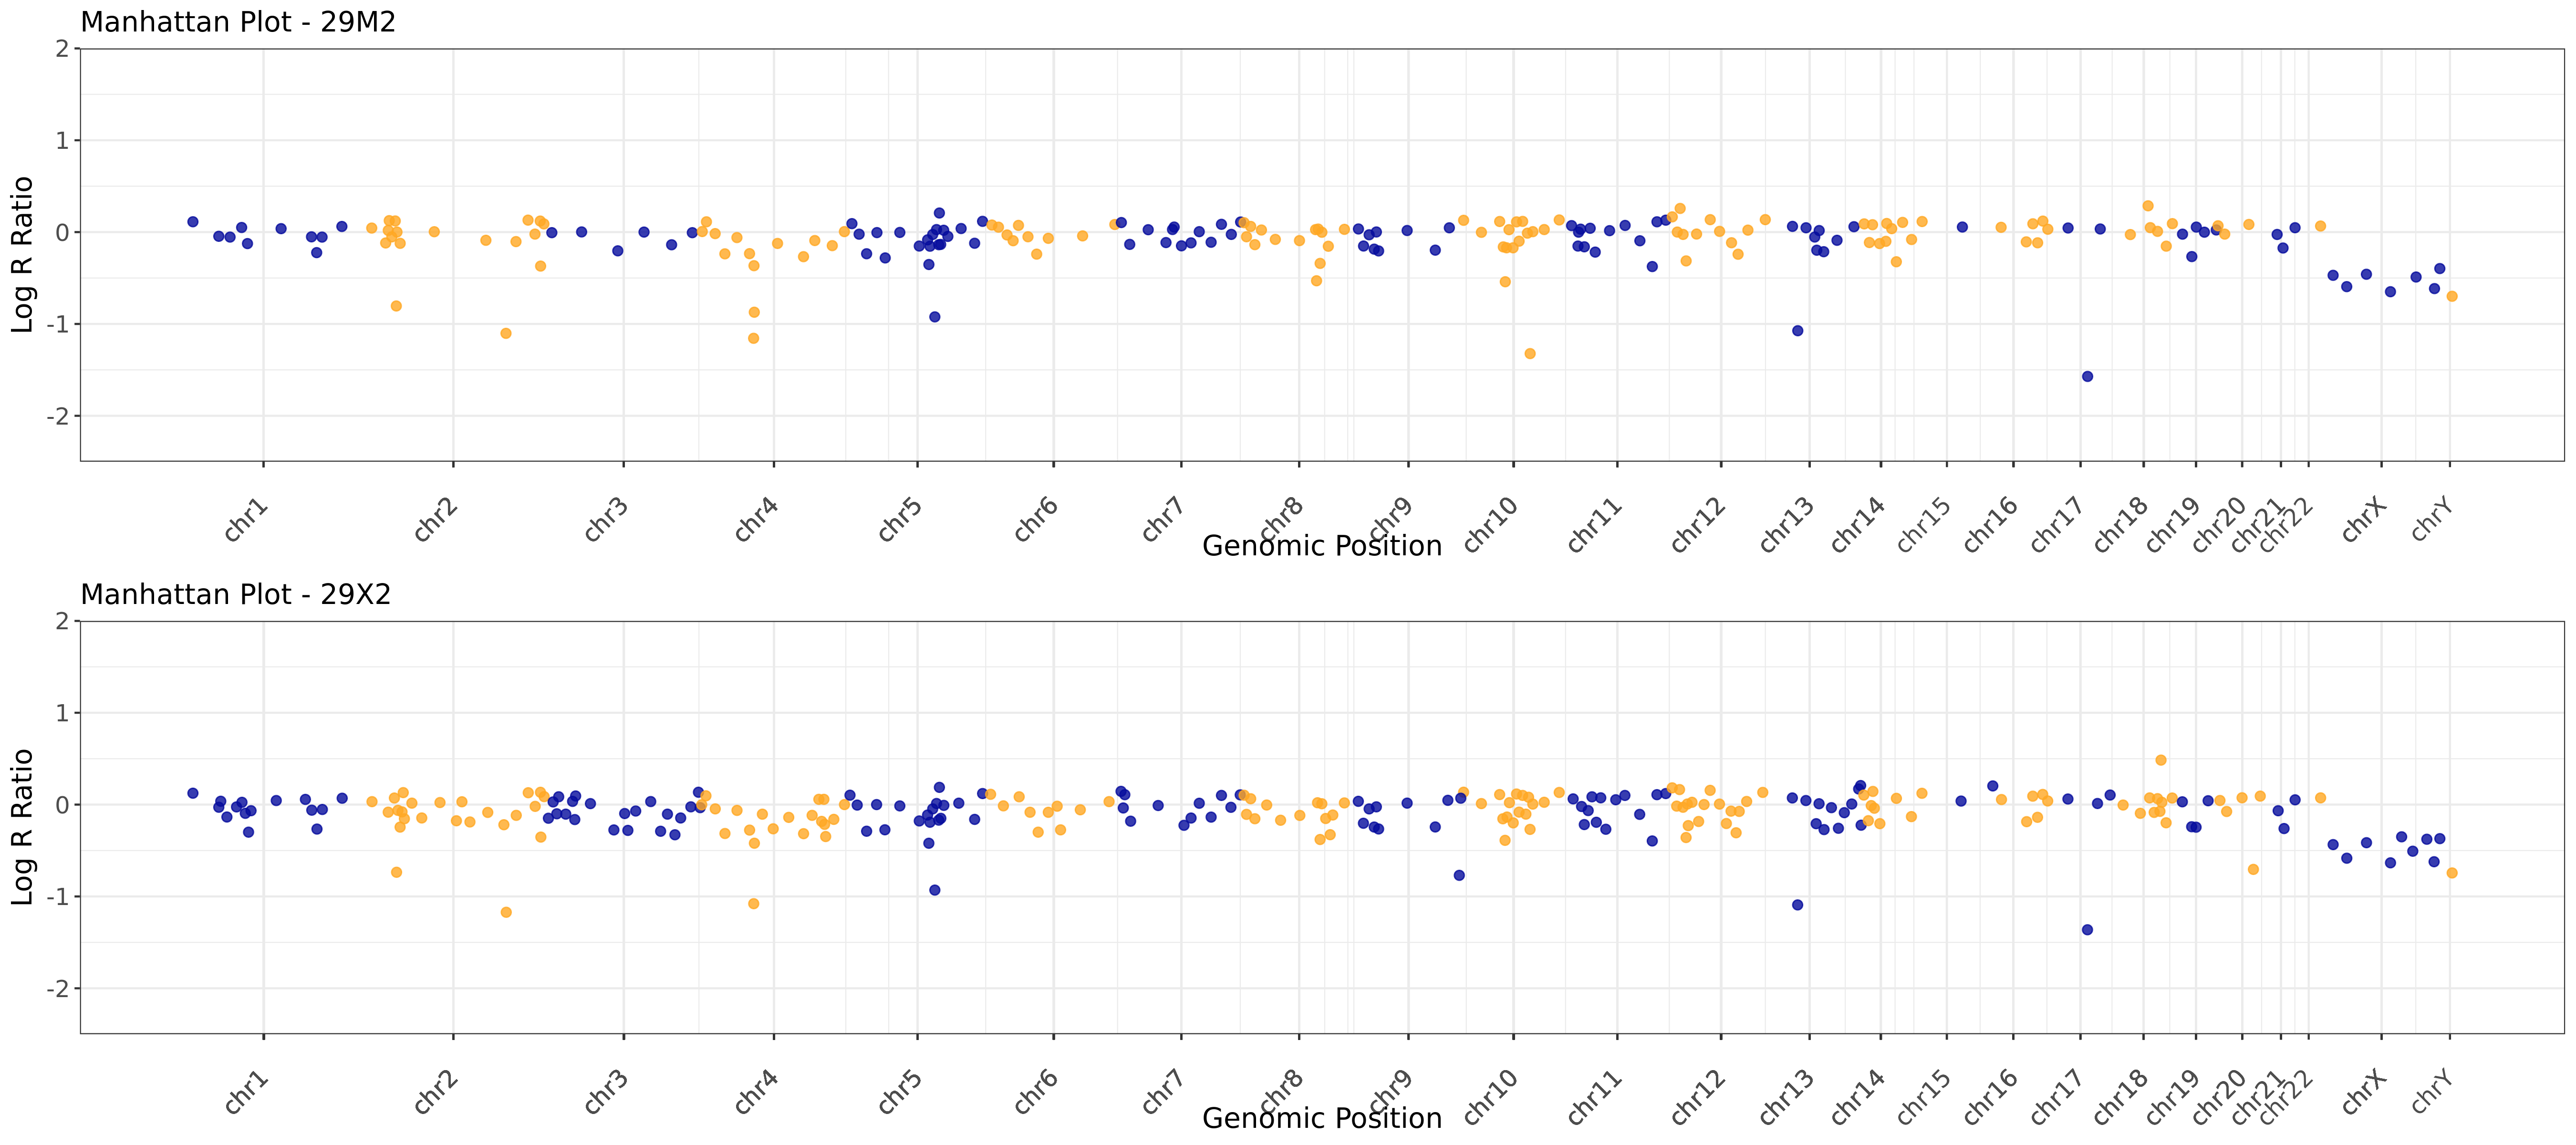 Manhattan Plot - 29M2
Log R Ratio
2
1
0
-1
-2
chr1 chr2 chr3 chr4 chr5 chr6 chr7 chr8 chr9 chr10 chr11 chr12 chr13 chr14 chr15 chr16 chr17 chr18 chr19 chr20 chr21 chr22 chrX chrY
Genomic Position
Manhattan Plot - 29X2
Log R Ratio
2
1
0
-1
-2
chr1 chr2 chr3 chr4 chr5 chr6 chr7 chr8 chr9 chr10 chr11 chr12 chr13 chr14 chr15 chr16 chr17 chr18 chr19 chr20 chr21 chr22 chrX chrY
Genomic Position